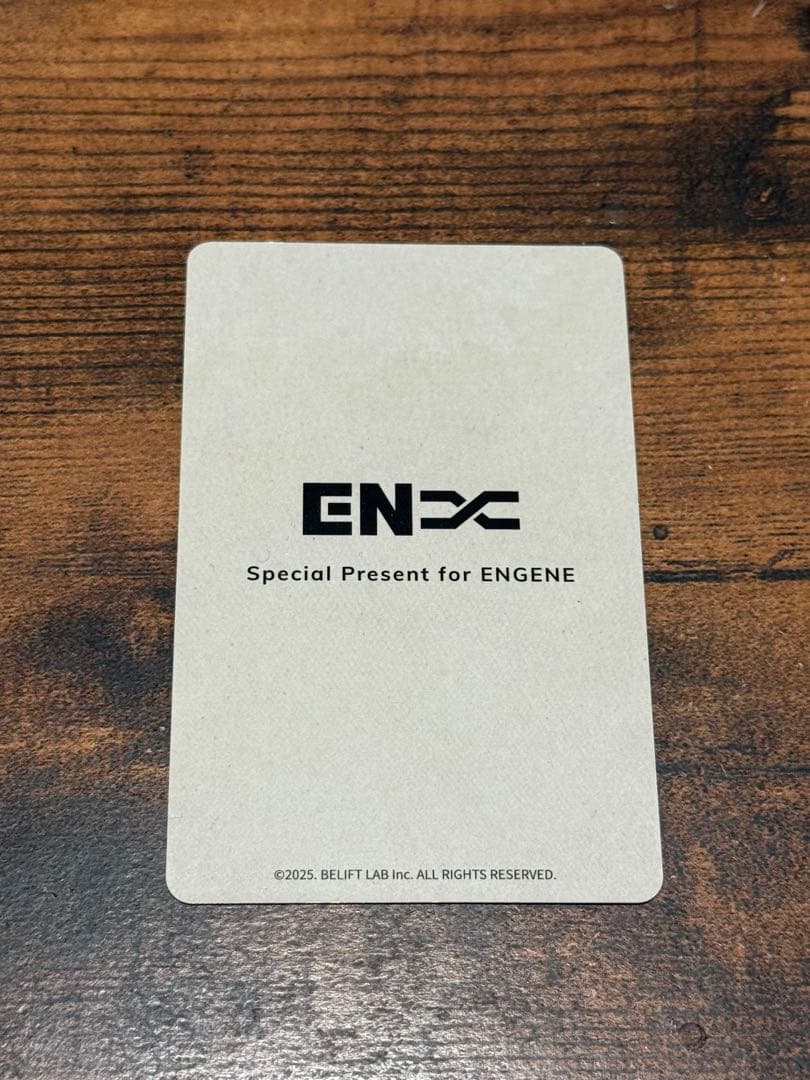 EN-
Special Present for ENGENE
©2025. BELIFT LAB Inc. ALL RIGHTS RESERVED.